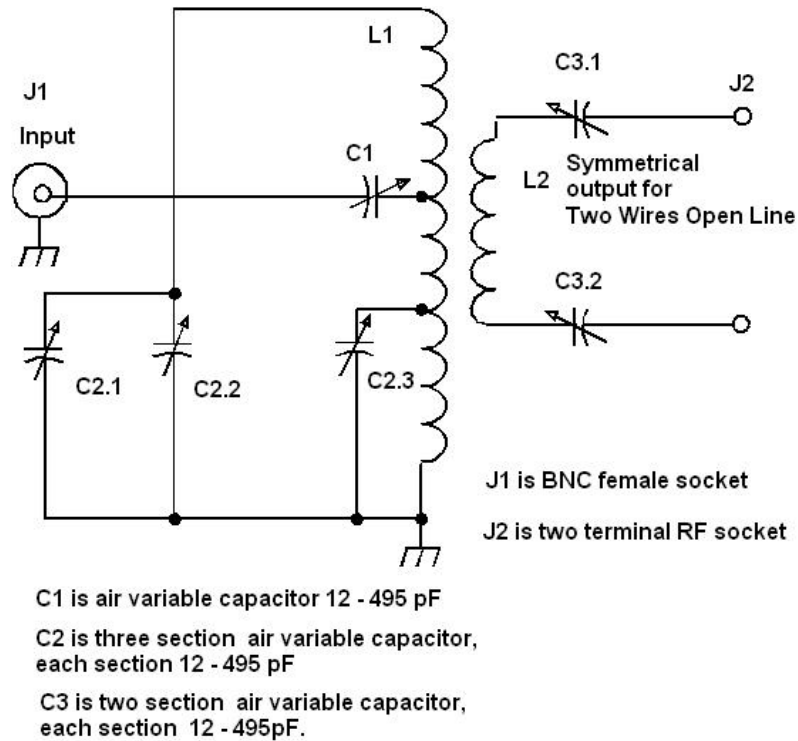 L1
C3.1
J2
J1
Input
C1
L2
Symmetrical
output for
Two Wires Open Line
C3.2
C2.1
C2.2
C2.3
J1 is BNC female socket
J2 is two terminal RF socket
C1 is air variable capacitor 12 - 495 pF
C2 is three section air variable capacitor,
each section 12 - 495 pF
C3 is two section air variable capacitor,
each section 12 - 495pF.